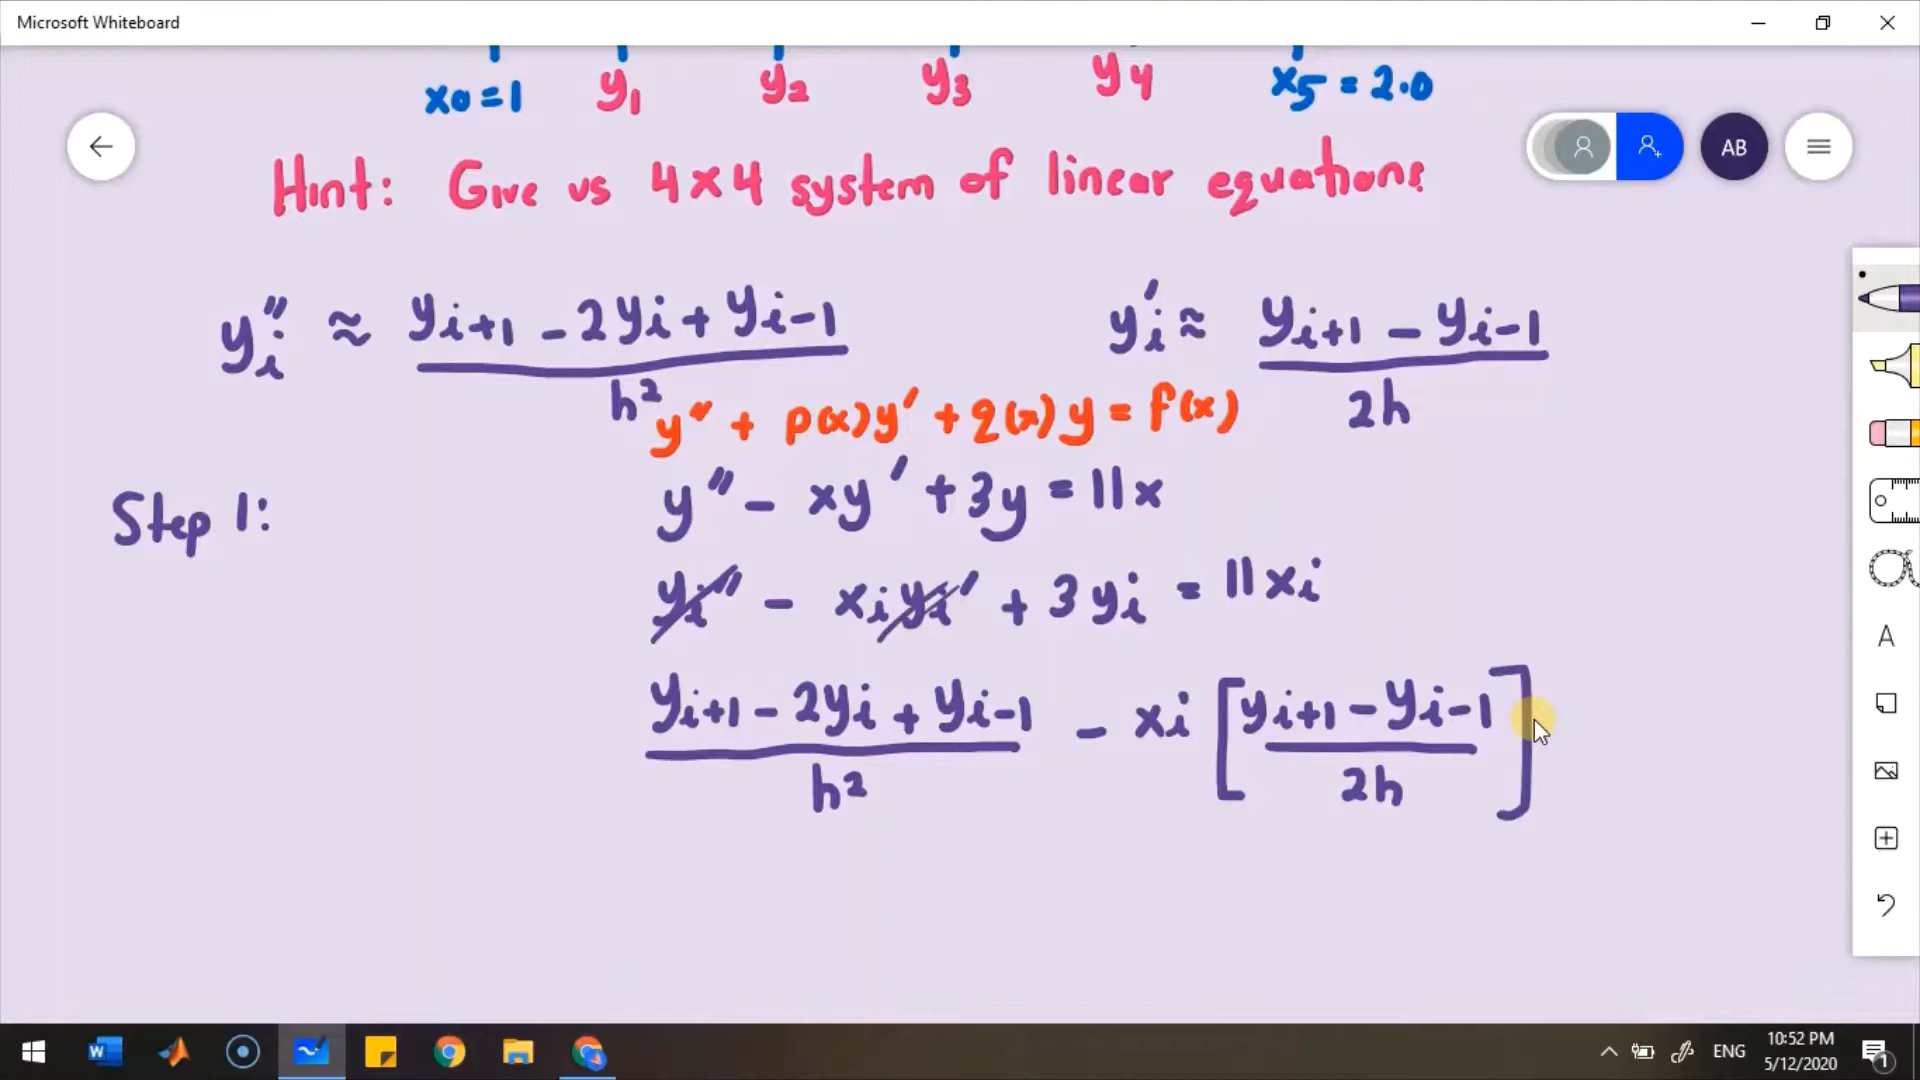 Microsoft Whiteboard
x0=1 y1 y2 y3 y4 x5 = 2.0
AB
Hint: Give us 4x4 system of linear equations
yi'' ≈ (yi+1 - 2yi + yi-1)/h² yi' ≈ (yi+1 - yi-1)/2h
y'' + p(x)y' + q(x)y = f(x)
Step 1: y'' - xy' + 3y = 11x
yi'' - xiyi' + 3yi = 11xi
(yi+1 - 2yi + yi-1)/h² - xi [(yi+1 - yi-1)/2h]
A
ENG 10:52 PM
5/12/2020
1